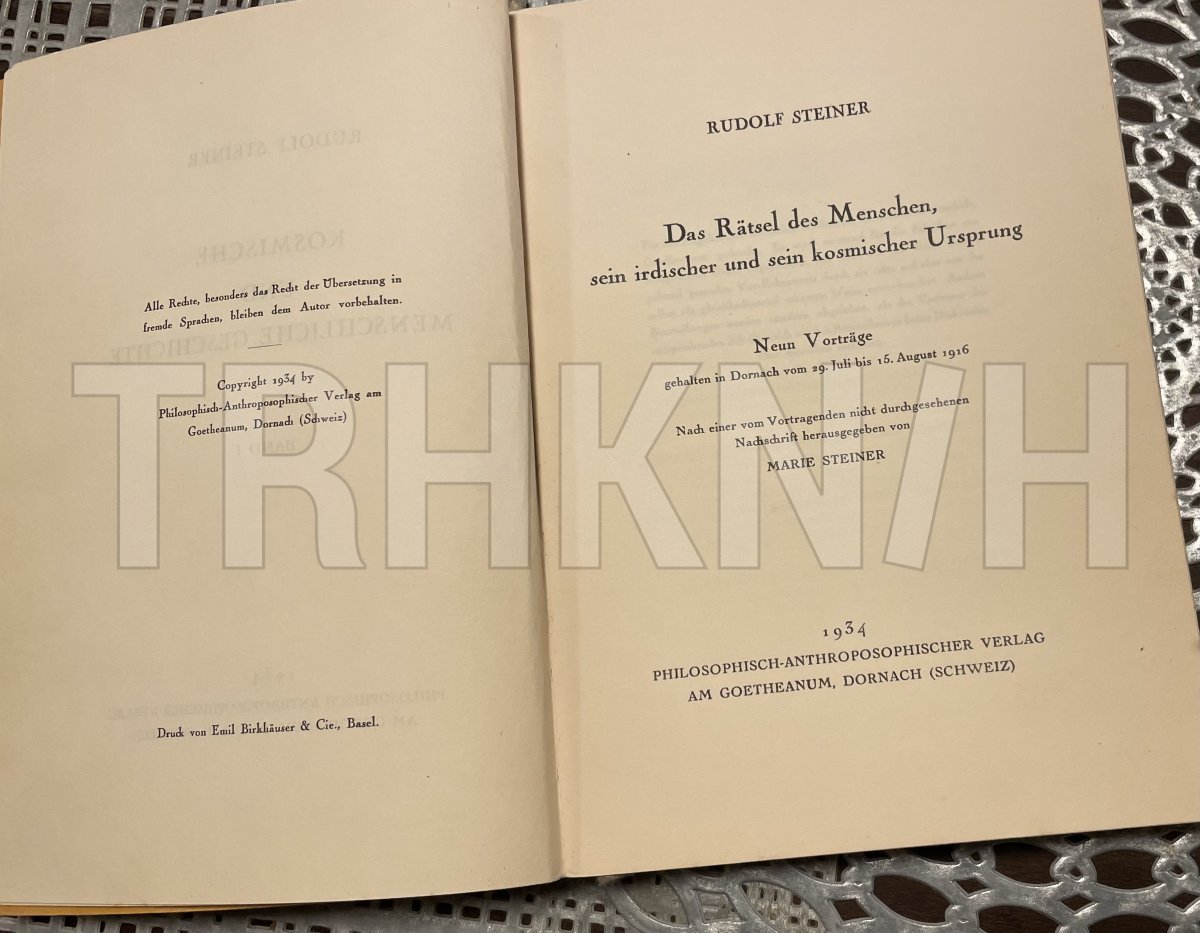 Alle Rechte, besonders das Recht der Übersetzung in
fremde Sprachen, bleiben dem Autor vorbehalten.
Copyright 1934 by
Philosophisch-Anthroposophischer Verlag am
Goetheanum, Dornach (Schweiz)
Druck von Emil Birkhäuser & Cie., Basel.
RUDOLF STEINER
Das Rätsel des Menschen,
sein irdischer und sein kosmischer Ursprung
Neun Vorträge
gehalten in Dornach vom 29. Juli bis 15. August 1916
Nach einer vom Vortragenden nicht durchgesehenen
Nachschrift herausgegeben von
MARIE STEINER
1934
PHILOSOPHISCH-ANTHROPOSOPHISCHER VERLAG
AM GOETHEANUM, DORNACH (SCHWEIZ)
TRHKN/H